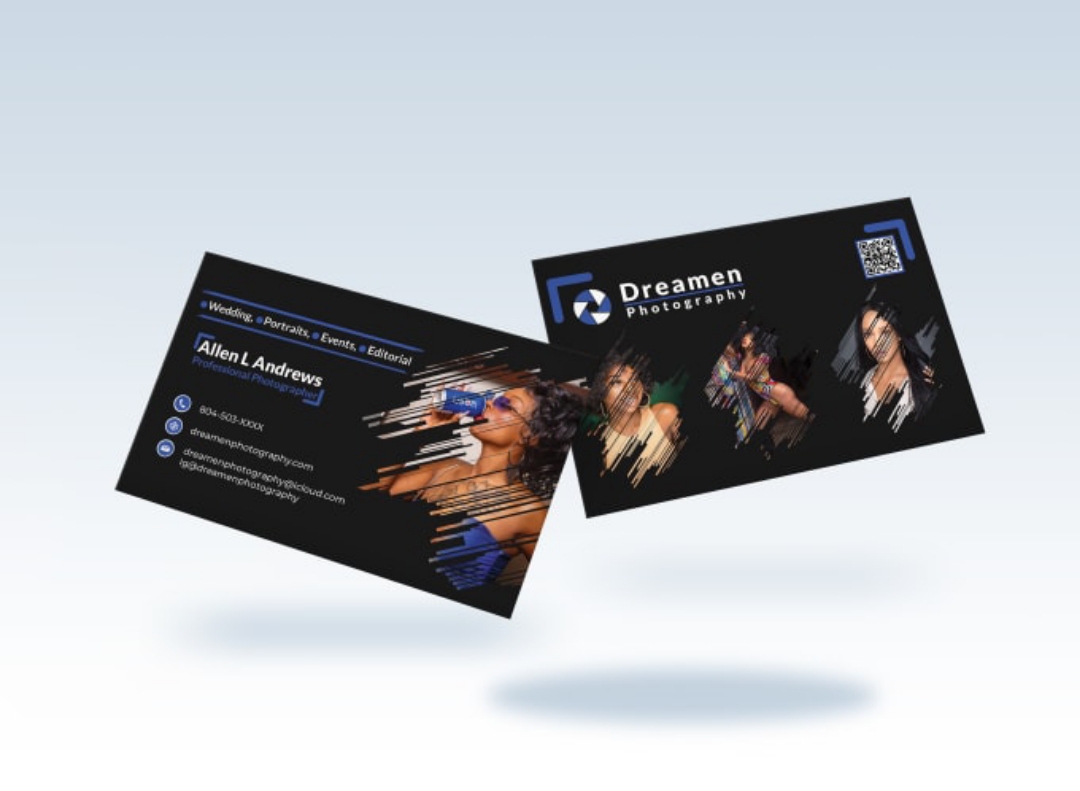 Wedding, Portraits, Events, Editorial
Allen L Andrews
Professional Photographer
804-503-XXXX
dreamenphotography.com
dreamenphotography@icloud.com
Ig@dreamenphotography
Dreamen
Photography